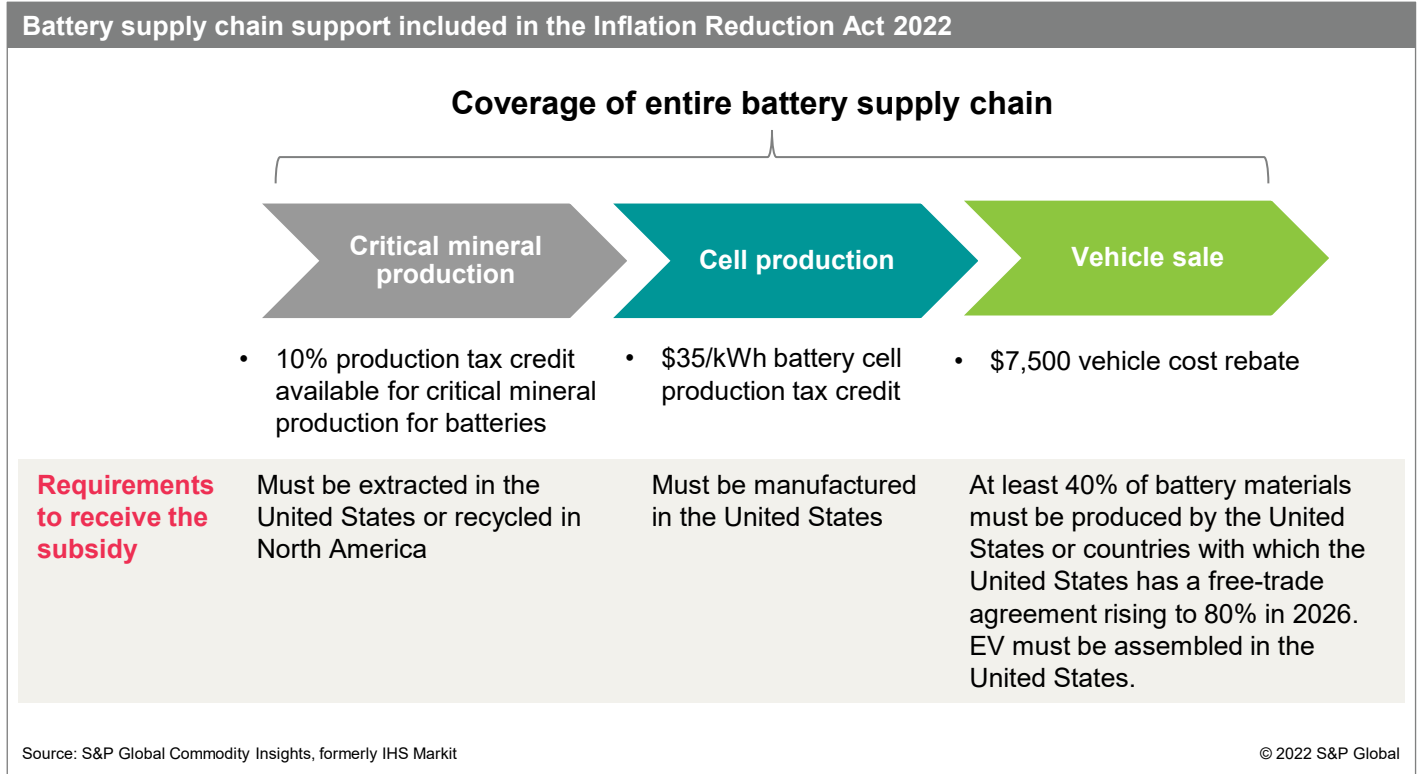 Battery supply chain support included in the Inflation Reduction Act 2022
Coverage of entire battery supply chain
Critical mineral
production
Cell production
Vehicle sale
• 10% production tax credit
available for critical mineral
production for batteries
• $35/kWh battery cell
production tax credit
• $7,500 vehicle cost rebate
Requirements
to receive the
subsidy
Must be extracted in the
United States or recycled in
North America
Must be manufactured
in the United States
At least 40% of battery materials
must be produced by the United
States or countries with which the
United States has a free-trade
agreement rising to 80% in 2026.
EV must be assembled in the
United States.
Source: S&P Global Commodity Insights, formerly IHS Markit
© 2022 S&P Global